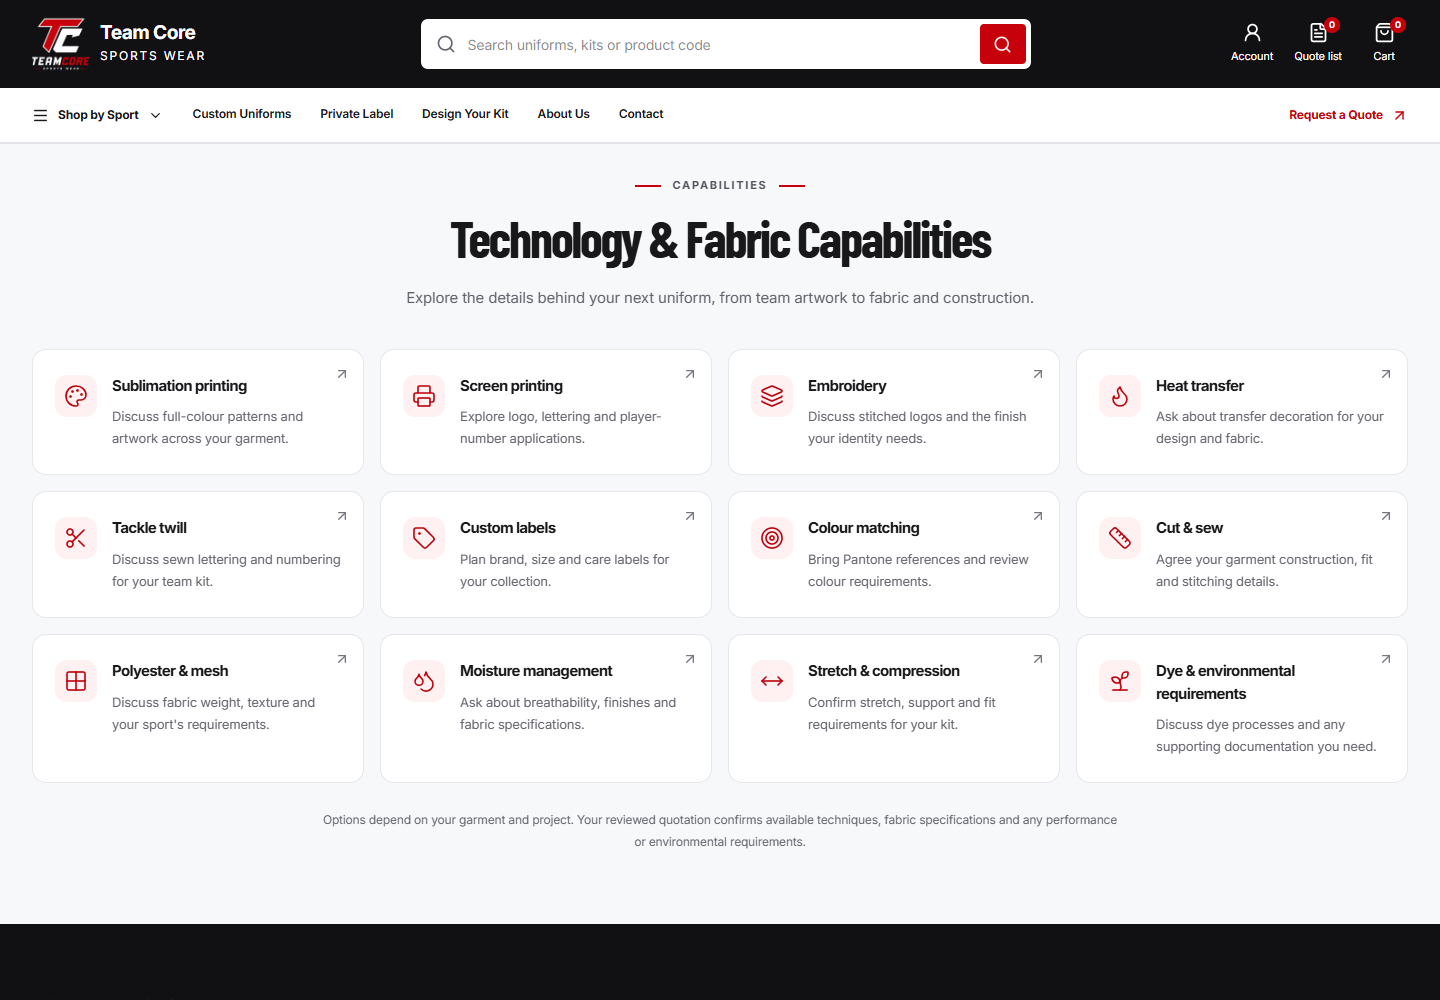 TC
TEAMCORE
SPORTS WEAR
Team Core
SPORTS WEAR
Search uniforms, kits or product code
0
0
Account
Quote list
Cart
Shop by Sport
Custom Uniforms
Private Label
Design Your Kit
About Us
Contact
Request a Quote
CAPABILITIES
Technology & Fabric Capabilities
Explore the details behind your next uniform, from team artwork to fabric and construction.
Sublimation printing
Discuss full-colour patterns and
artwork across your garment.
Screen printing
Explore logo, lettering and player-
number applications.
Embroidery
Discuss stitched logos and the finish
your identity needs.
Heat transfer
Ask about transfer decoration for your
design and fabric.
Tackle twill
Discuss sewn lettering and numbering
for your team kit.
Custom labels
Plan brand, size and care labels for
your collection.
Colour matching
Bring Pantone references and review
colour requirements.
Cut & sew
Agree your garment construction, fit
and stitching details.
Polyester & mesh
Discuss fabric weight, texture and
your sport's requirements.
Moisture management
Ask about breathability, finishes and
fabric specifications.
Stretch & compression
Confirm stretch, support and fit
requirements for your kit.
Dye & environmental
requirements
Discuss dye processes and any
supporting documentation you need.
Options depend on your garment and project. Your reviewed quotation confirms available techniques, fabric specifications and any performance
or environmental requirements.